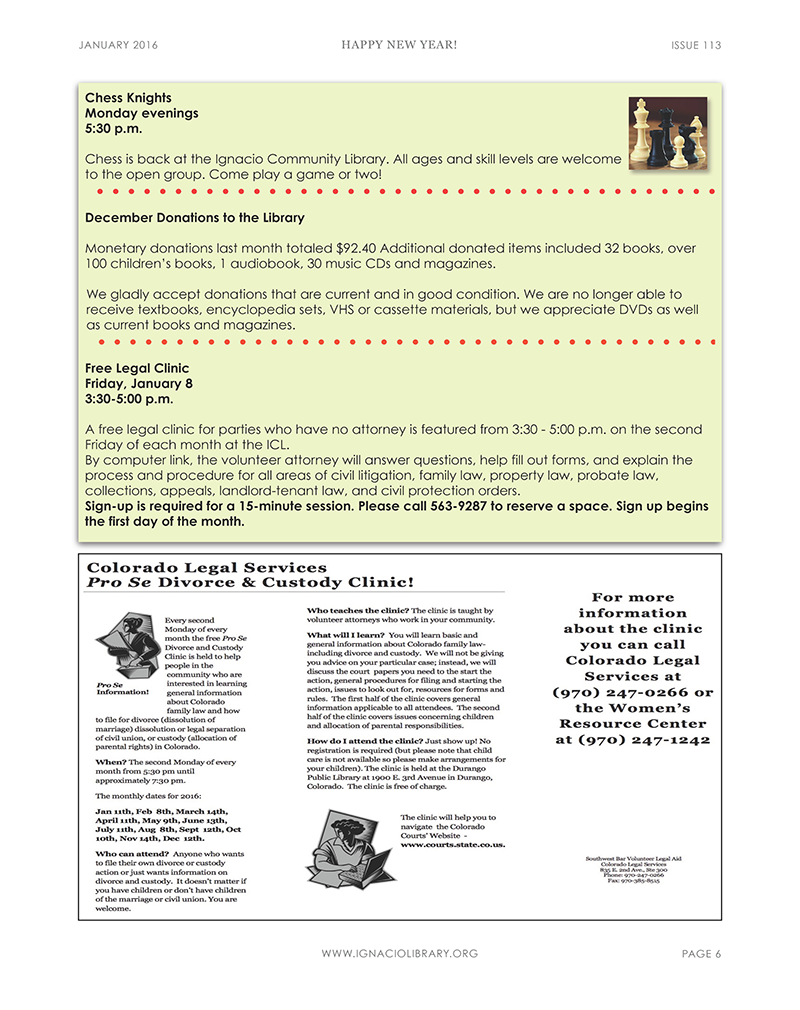 JANUARY 2016
HAPPY NEW YEAR!
ISSUE 113
Chess Knights
Monday evenings
5:30 p.m.
Chess is back at the Ignacio Community Library. All ages and skill levels are welcome
to the open group. Come play a game or two!
December Donations to the Library
Monetary donations last month totaled $92.40 Additional donated items included 32 books, over
100 children's books, 1 audiobook, 30 music CDs and magazines.
We gladly accept donations that are current and in good condition. We are no longer able to
receive textbooks, encyclopedia sets, VHS or cassette materials, but we appreciate DVDs as well
as current books and magazines.
Free Legal Clinic
Friday, January 8
3:30-5:00 p.m.
A free legal clinic for parties who have no attorney is featured from 3:30 - 5:00 p.m. on the second
Friday of each month at the ICL.
By computer link, the volunteer attorney will answer questions, help fill out forms, and explain the
process and procedure for all areas of civil litigation, family law, property law, probate law,
collections, appeals, landlord-tenant law, and civil protection orders.
Sign-up is required for a 15-minute session. Please call 563-9287 to reserve a space. Sign up begins
the first day of the month.
Colorado Legal Services
Pro Se Divorce & Custody Clinic!
Pro Se
Information!
Every second
Monday of every
month the free Pro Se
Divorce and Custody
Clinic is held to help
people in the
community who are
interested in learning
general information
about Colorado
family law and how
to file for divorce (dissolution of
marriage) dissolution or legal separation
of civil union, or custody (allocation of
parental rights) in Colorado.
When? The second Monday of every
month from 5:30 pm until
approximately 7:30 pm.
The monthly dates for 2016:
Jan 11th, Feb 8th, March 14th,
April 11th, May 9th, June 13th,
July 11th, Aug 8th, Sept 12th, Oct
10th, Nov 14th, Dec 12th.
Who can attend? Anyone who wants
to file their own divorce or custody
action or just wants information on
divorce and custody. It doesn't matter if
you have children or don't have children
of the marriage or civil union. You are
welcome.
Who teaches the clinic? The clinic is taught by
volunteer attorneys who work in your community.
What will I learn? You will learn basic and
general information about Colorado family law-
including divorce and custody. We will not be giving
you advice on your particular case; instead, we will
discuss the court papers you need to the start the
action, general procedures for filing and starting the
action, issues to look out for, resources for forms and
rules. The first half of the clinic covers general
information applicable to all attendees. The second
half of the clinic covers issues concerning children
and allocation of parental responsibilities.
How do I attend the clinic? Just show up! No
registration is required (but please note that child
care is not available so please make arrangements for
your children). The clinic is held at the Durango
Public Library at 1900 E. 3rd Avenue in Durango,
Colorado. The clinic is free of charge.
The clinic will help you to
navigate the Colorado
Courts' Website -
www.courts.state.co.us.
For more
information
about the clinic
you can call
Colorado Legal
Services at
(970) 247-0266 or
the Women's
Resource Center
at (970) 247-1242
Southwest Bar Volunteer Legal Aid
Colorado Legal Services
835 E. 2nd Ave., Ste 300
Phone: 970-247-0266
Fax: 970-385-8515
WWW.IGNACIOLIBRARY.ORG
PAGE 6